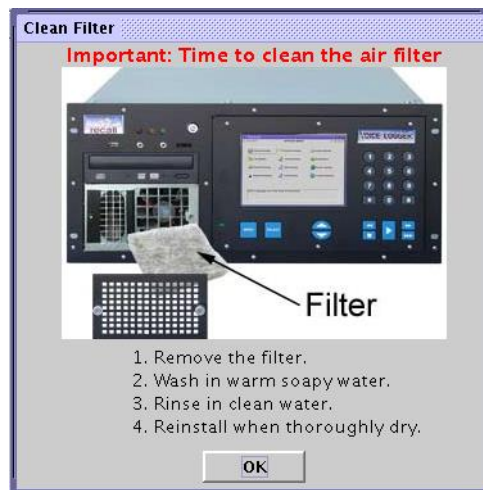 Clean Filter
Important: Time to clean the air filter
recall
VOICE LOGGER
Filter
1. Remove the filter.
2. Wash in warm soapy water.
3. Rinse in clean water.
4. Reinstall when thoroughly dry.
OK